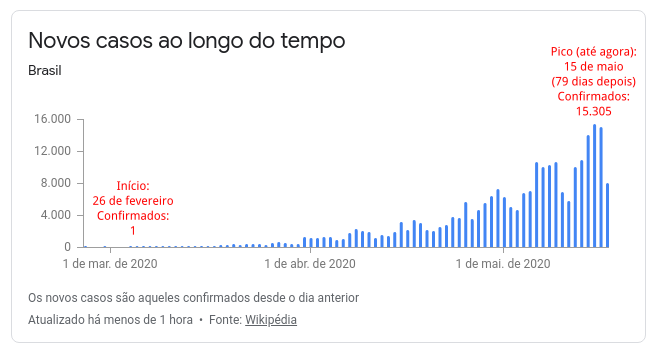 Novos casos ao longo do tempo
Brasil
Pico (até agora):
15 de maio
(79 dias depois)
Confirmados:
15.305
16.000
12.000
8.000
4.000
0
Início:
26 de fevereiro
Confirmados:
1
1 de mar. de 2020
1 de abr. de 2020
1 de mai. de 2020
Os novos casos são aqueles confirmados desde o dia anterior
Atualizado há menos de 1 hora • Fonte: Wikipédia